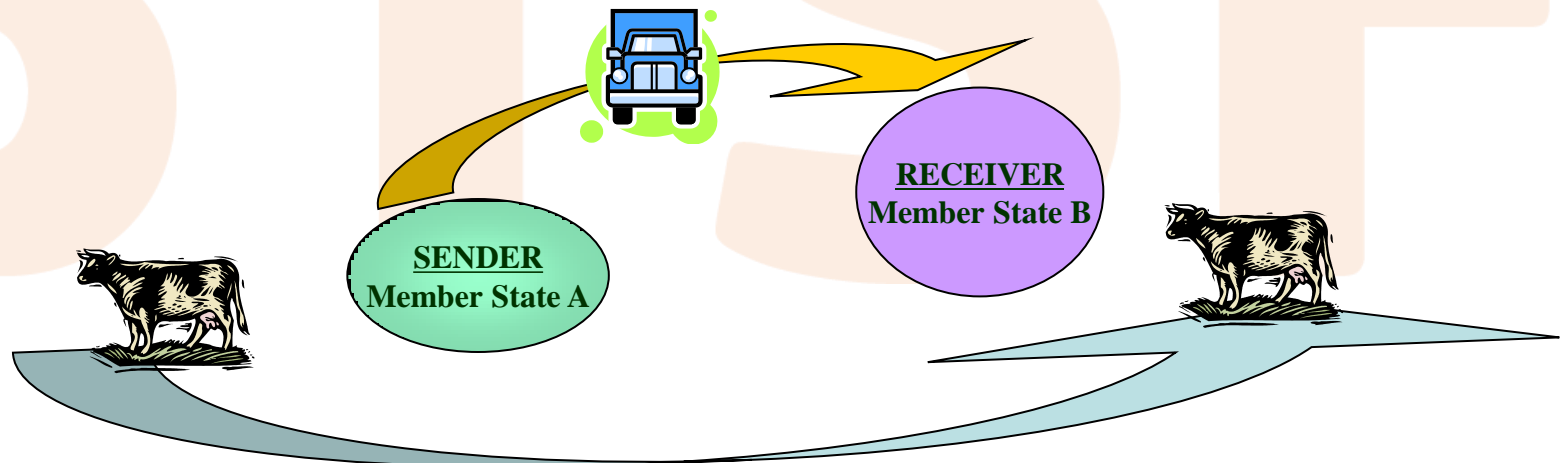 SENDER
Member State A
RECEIVER
Member State B